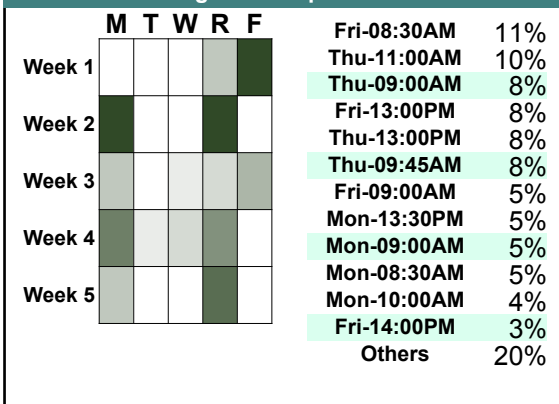 M T W R F
Week 1
Week 2
Week 3
Week 4
Week 5
Fri-08:30AM 11%
Thu-11:00AM 10%
Thu-09:00AM 8%
Fri-13:00PM 8%
Thu-13:00PM 8%
Thu-09:45AM 8%
Fri-09:00AM 5%
Mon-13:30PM 5%
Mon-09:00AM 5%
Mon-08:30AM 5%
Mon-10:00AM 4%
Fri-14:00PM 3%
Others 20%